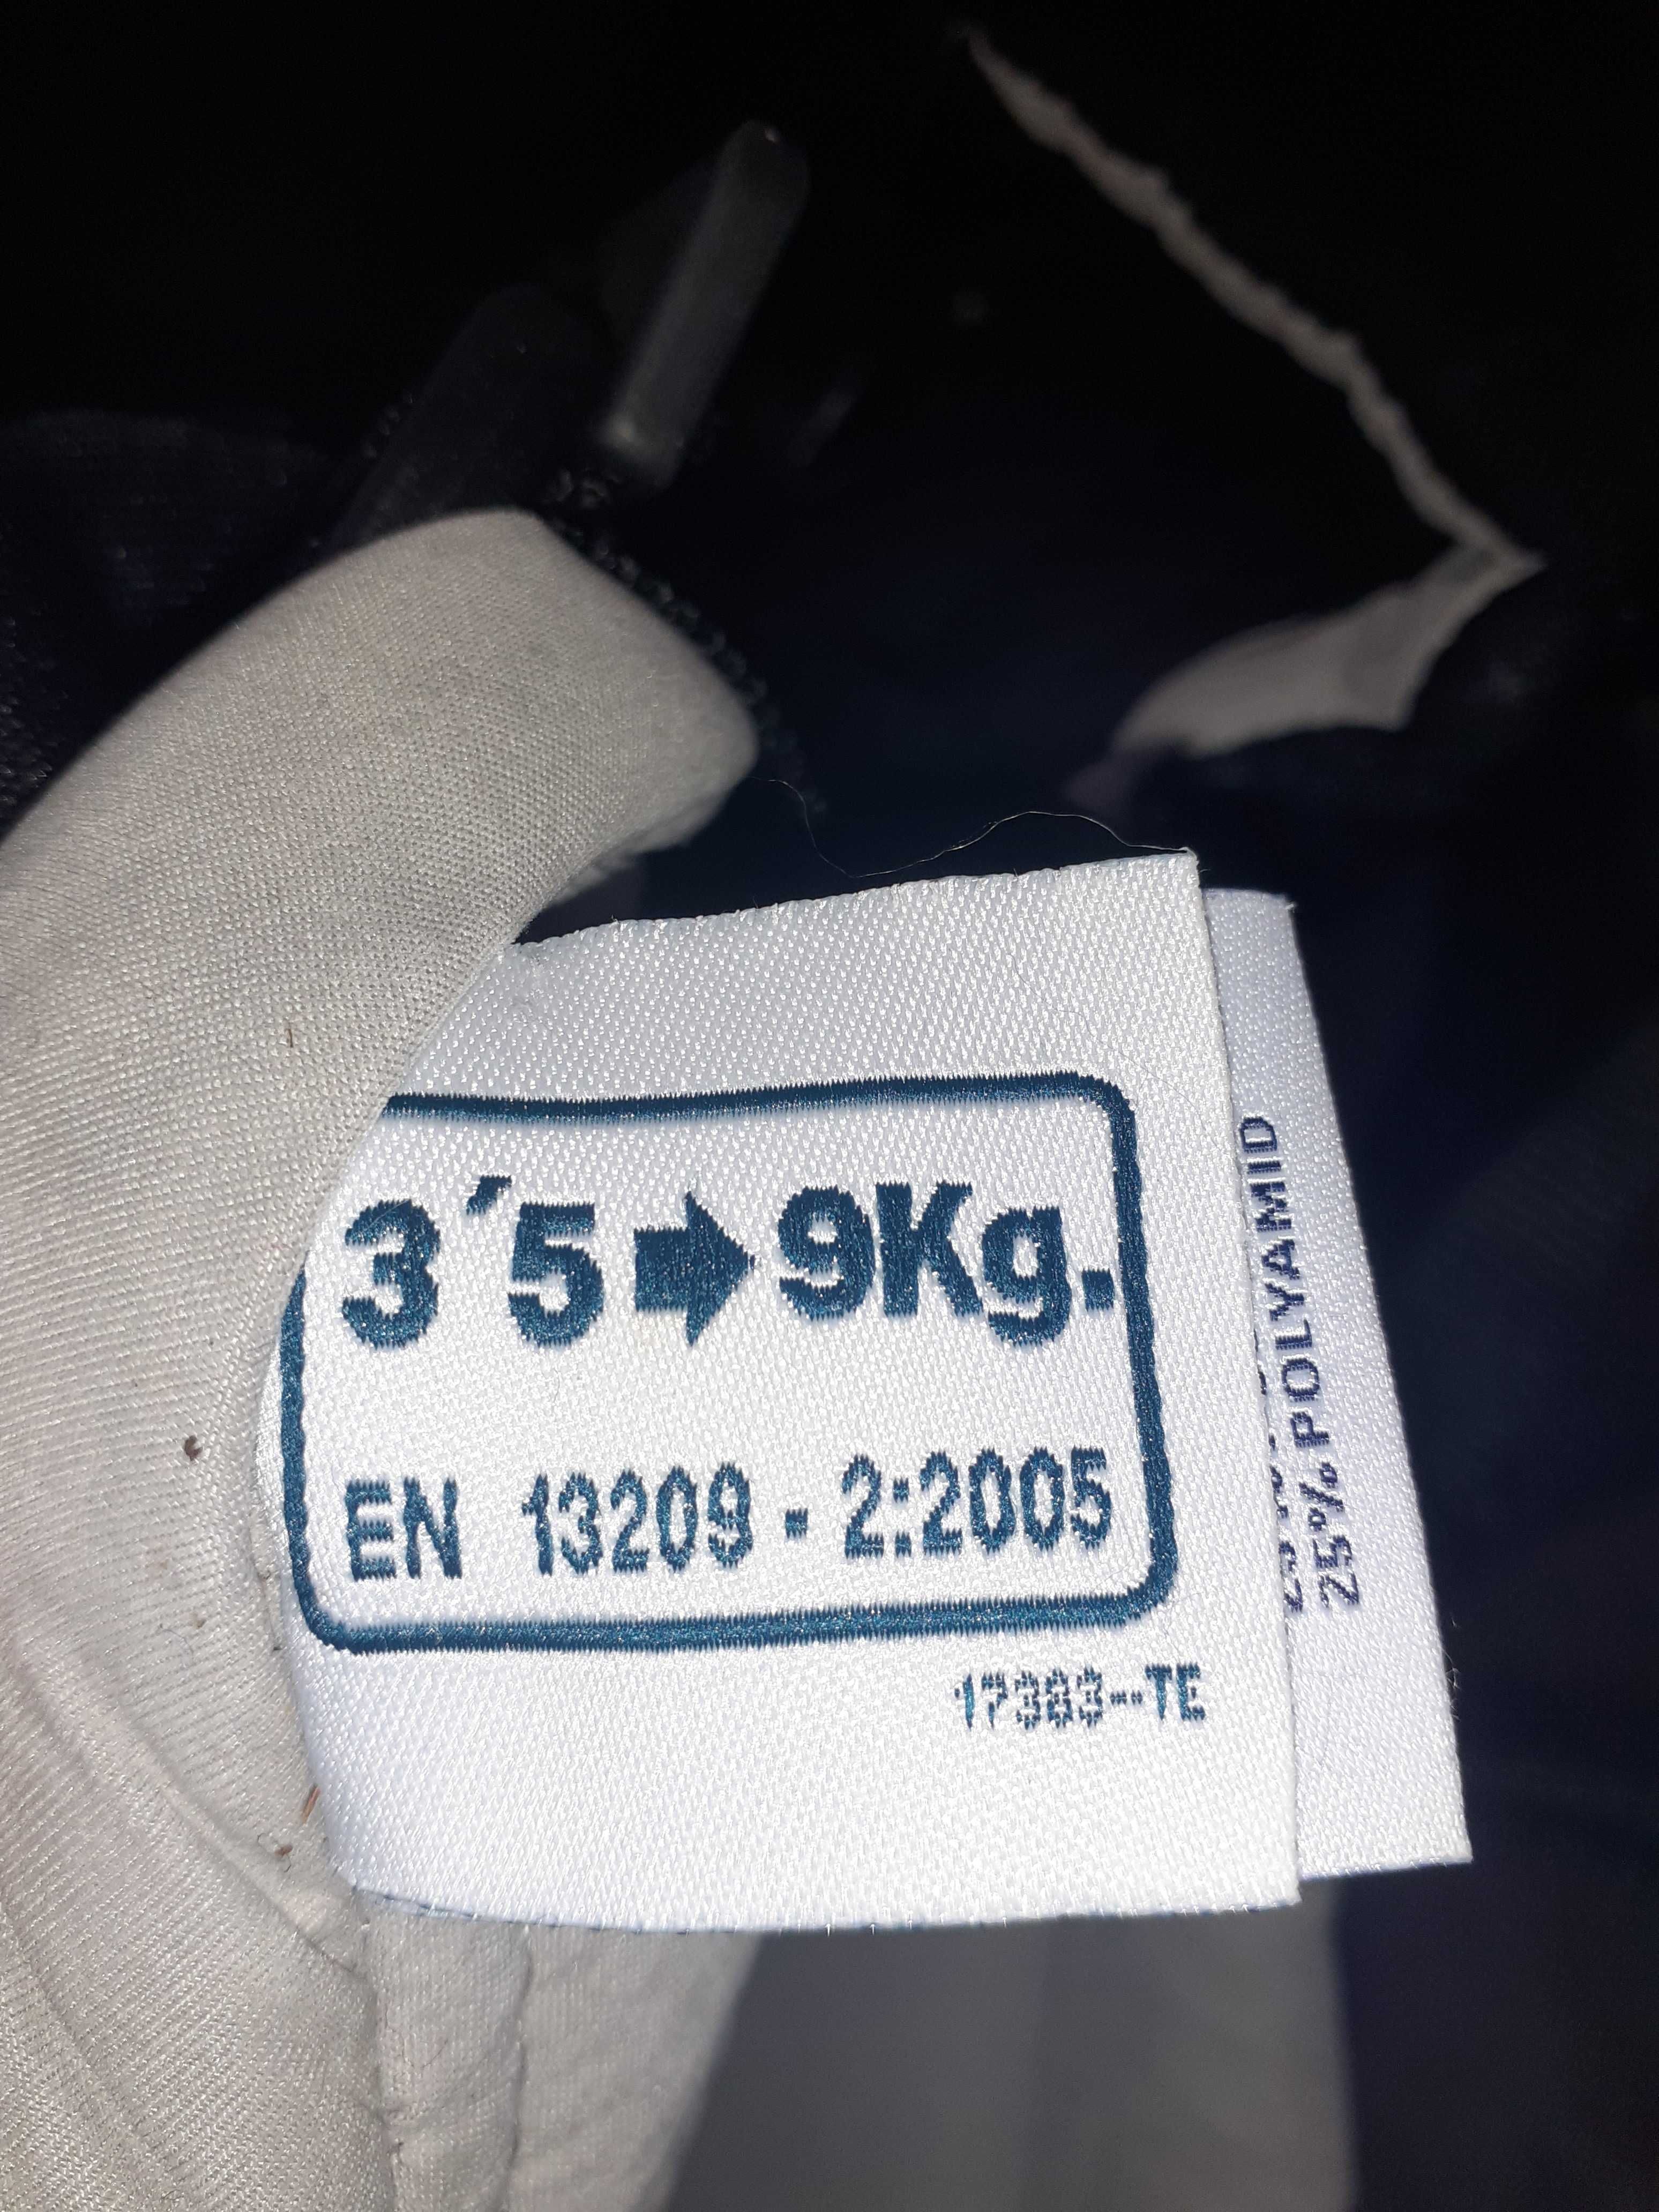 3´5➡9Kg.
EN 13209 - 2:2005
17383--TE
25% POLYAMID